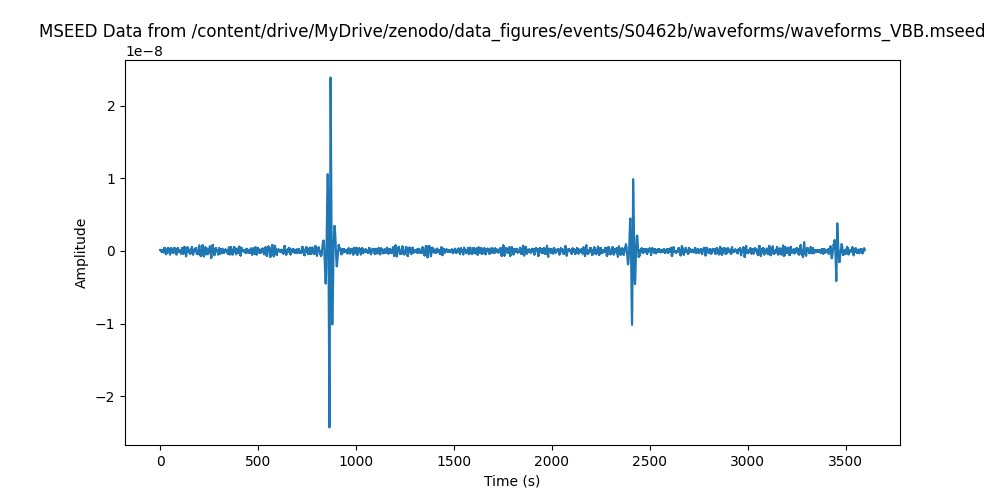 MSEED Data from /content/drive/MyDrive/zenodo/data_figures/events/S0462b/waveforms/waveforms_VBB.mseed
1e−8
2
1
0
−1
−2
Amplitude
0 500 1000 1500 2000 2500 3000 3500
Time (s)